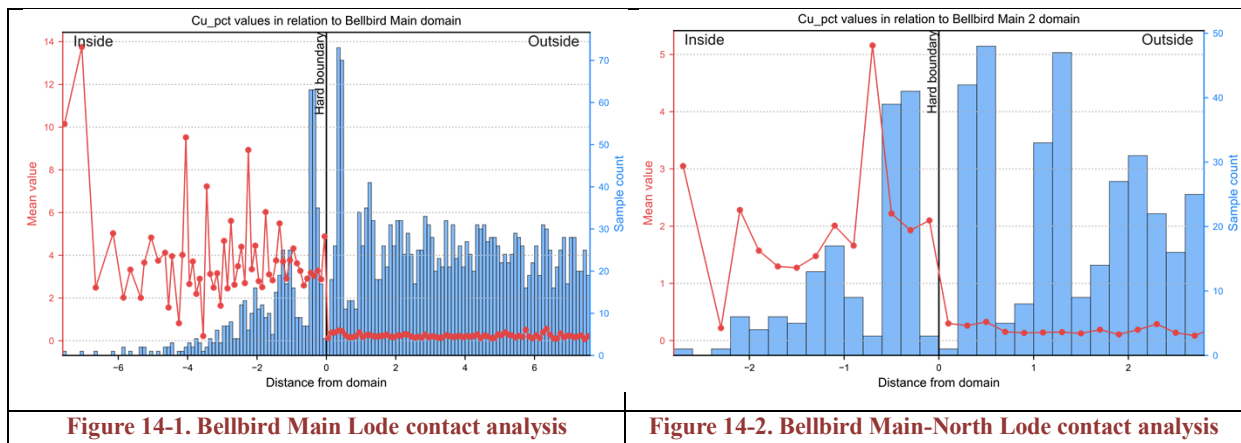 Cu_pct values in relation to Bellbird Main domain
Inside
Outside
Hard boundary
14
12
10
8
6
4
2
0
Mean value
70
60
50
40
30
20
10
0
Sample count
−6 −4 −2 0 2 4 6
Distance from domain
Figure 14-1. Bellbird Main Lode contact analysis
Cu_pct values in relation to Bellbird Main 2 domain
Inside
Outside
Hard boundary
5
4
3
2
1
0
Mean value
50
40
30
20
10
0
Sample count
−2 −1 0 1 2
Distance from domain
Figure 14-2. Bellbird Main-North Lode contact analysis